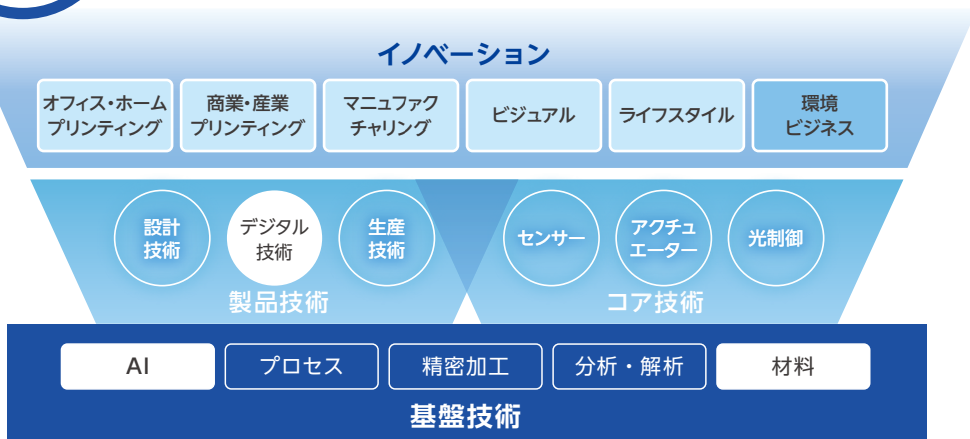 イノベーション
オフィス・ホーム
プリンティング
商業・産業
プリンティング
マニュファク
チャリング
ビジュアル
ライフスタイル
環境
ビジネス
設計
技術
デジタル
技術
生産
技術
センサー
アクチュ
エーター
光制御
製品技術
コア技術
AI
プロセス
精密加工
分析・解析
材料
基盤技術